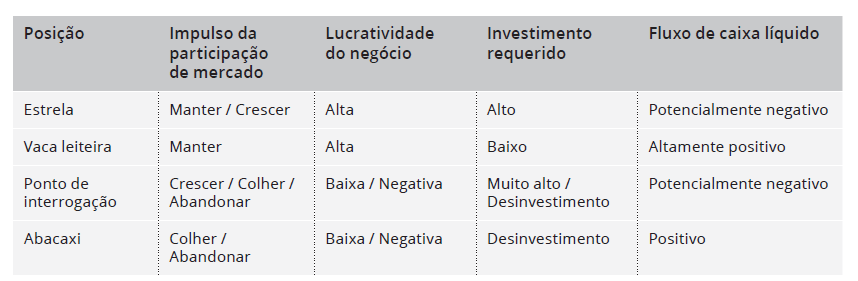 Posição
Impulso da
participação
de mercado
Lucratividade
do negócio
Investimento
requerido
Fluxo de caixa líquido
Estrela
Manter / Crescer
Alta
Alto
Potencialmente negativo
Vaca leiteira
Manter
Alta
Baixo
Altamente positivo
Ponto de
interrogação
Crescer / Colher /
Abandonar
Baixa / Negativa
Muito alto /
Desinvestimento
Potencialmente negativo
Abacaxi
Colher /
Abandonar
Baixa / Negativa
Desinvestimento
Positivo